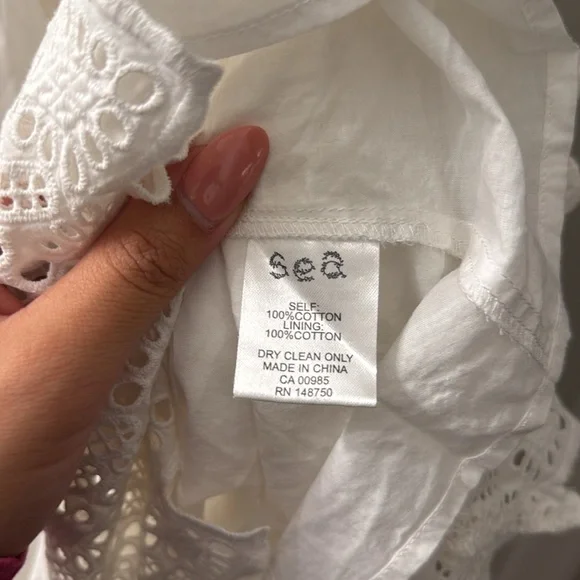 sea
SELF:
100%COTTON
LINING:
100%COTTON
DRY CLEAN ONLY
MADE IN CHINA
CA 00985
RN 148750